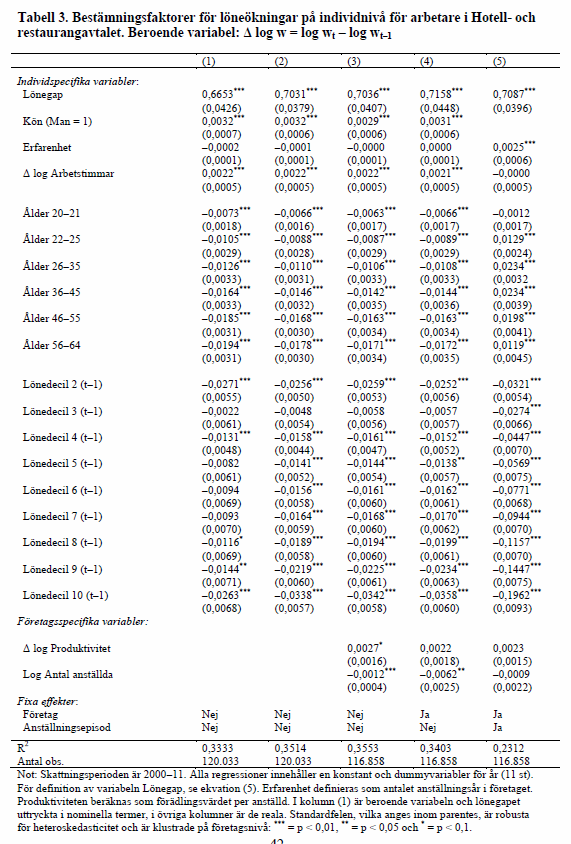 Tabell 3. Bestämningsfaktorer för löneökningar på individnivå för arbetare i Hotell- och
restaurangavtalet. Beroende variabel: Δ log w = log wt – log wt–1
(1) (2) (3) (4) (5)
Individspecifika variabler:
Lönegap 0,6653*** 0,7031*** 0,7036*** 0,7158*** 0,7087***
(0,0426) (0,0379) (0,0407) (0,0448) (0,0396)
Kön (Man = 1) 0,0032*** 0,0032*** 0,0029*** 0,0031***
(0,0007) (0,0006) (0,0006) (0,0006)
Erfarenhet –0,0002 –0,0001 –0,0000 0,0000 0,0025***
(0,0001) (0,0001) (0,0001) (0,0001) (0,0006)
Δ log Arbetstimmar 0,0022*** 0,0022*** 0,0022*** 0,0021*** –0,0000
(0,0005) (0,0005) (0,0005) (0,0005) (0,0005)
Ålder 20–21 –0,0073*** –0,0066*** –0,0063*** –0,0066*** –0,0012
(0,0018) (0,0016) (0,0017) (0,0017) (0,0017)
Ålder 22–25 –0,0105*** –0,0088*** –0,0087*** –0,0089*** 0,0129***
(0,0029) (0,0028) (0,0029) (0,0029) (0,0024)
Ålder 26–35 –0,0126*** –0,0110*** –0,0106*** –0,0108*** 0,0234***
(0,0033) (0,0031) (0,0033) (0,0033) (0,0032
Ålder 36–45 –0,0164*** –0,0146*** –0,0142*** –0,0144*** 0,0234***
(0,0033) (0,0032) (0,0035) (0,0036) (0,0039)
Ålder 46–55 –0,0185*** –0,0168*** –0,0163*** –0,0163*** 0,0198***
(0,0031) (0,0030) (0,0034) (0,0034) (0,0041)
Ålder 56–64 –0,0194*** –0,0178*** –0,0171*** –0,0172*** 0,0119***
(0,0031) (0,0030) (0,0034) (0,0035) (0,0045)
Lönedecil 2 (t–1) –0,0271*** –0,0256*** –0,0259*** –0,0252*** –0,0321***
(0,0055) (0,0050) (0,0053) (0,0056) (0,0054)
Lönedecil 3 (t–1) –0,0022 –0,0048 –0,0058 –0,0057 –0,0274***
(0,0061) (0,0054) (0,0056) (0,0057) (0,0066)
Lönedecil 4 (t–1) –0,0131*** –0,0158*** –0,0161*** –0,0152*** –0,0447***
(0,0048) (0,0044) (0,0047) (0,0052) (0,0070)
Lönedecil 5 (t–1) –0,0082 –0,0141*** –0,0144*** –0,0138** –0,0569***
(0,0061) (0,0052) (0,0054) (0,0057) (0,0075)
Lönedecil 6 (t–1) –0,0094 –0,0156*** –0,0161*** –0,0162*** –0,0771***
(0,0069) (0,0058) (0,0060) (0,0061) (0,0068)
Lönedecil 7 (t–1) –0,0093 –0,0164*** –0,0168*** –0,0170*** –0,0944***
(0,0070) (0,0059) (0,0060) (0,0062) (0,0070)
Lönedecil 8 (t–1) –0,0116* –0,0189*** –0,0194*** –0,0199*** –0,1157***
(0,0069) (0,0058) (0,0060) (0,0061) (0,0070)
Lönedecil 9 (t–1) –0,0144** –0,0219*** –0,0225*** –0,0234*** –0,1447***
(0,0071) (0,0060) (0,0061) (0,0063) (0,0075)
Lönedecil 10 (t–1) –0,0263*** –0,0338*** –0,0342*** –0,0358*** –0,1962***
(0,0068) (0,0057) (0,0058) (0,0060) (0,0093)
Företagsspecifika variabler:
Δ log Produktivitet 0,0027* 0,0022 0,0023
(0,0016) (0,0018) (0,0015)
Log Antal anställda –0,0012*** –0,0062** –0,0009
(0,0004) (0,0025) (0,0022)
Fixa effekter:
Företag Nej Nej Nej Ja Ja
Anställningsepisod Nej Nej Nej Nej Ja
R2 0,3333 0,3514 0,3553 0,3403 0,2312
Antal obs. 120.033 120.033 116.858 116.858 116.858
Not: Skattningsperioden är 2000–11. Alla regressioner innehåller en konstant och dummyvariabler för år (11 st).
För definition av variabeln Lönegap, se ekvation (5). Erfarenhet definieras som antalet anställningsår i företaget.
Produktiviteten beräknas som förädlingsvärdet per anställd. I kolumn (1) är beroende variabeln och lönegapet
uttryckta i nominella termer, i övriga kolumner är de reala. Standardfelen, vilka anges inom parentes, är robusta
för heteroskedasticitet och är klustrade på företagsnivå: *** = p < 0,01, ** = p < 0,05 och * = p < 0,1.